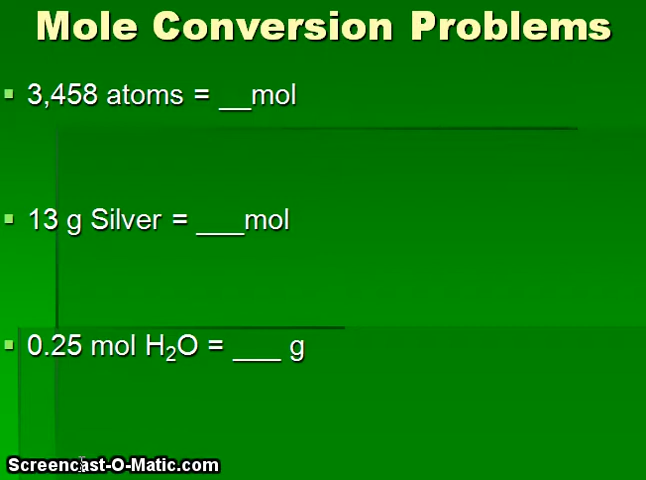 Mole Conversion Problems
3,458 atoms = __mol
13 g Silver = ___mol
0.25 mol H₂O = ___ g
Screencast-O-Matic.com